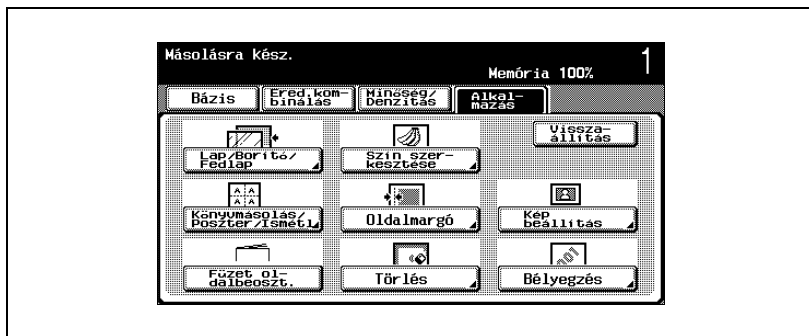 Másolásra kész.
1
Memória 100%
Bázis
Ered.kom-
binálás
Minőség/
Denzitás
Alkal-
mazás
Vissza-
állítás
Lap/Borító/
Fedlap
Szín szer-
kesztése
Könyvmásolás/
Poszter/Ismétl.
Oldalmargó
Kép
beállítás
Füzet ol-
dalbeoszt.
Törlés
Bélyegzés